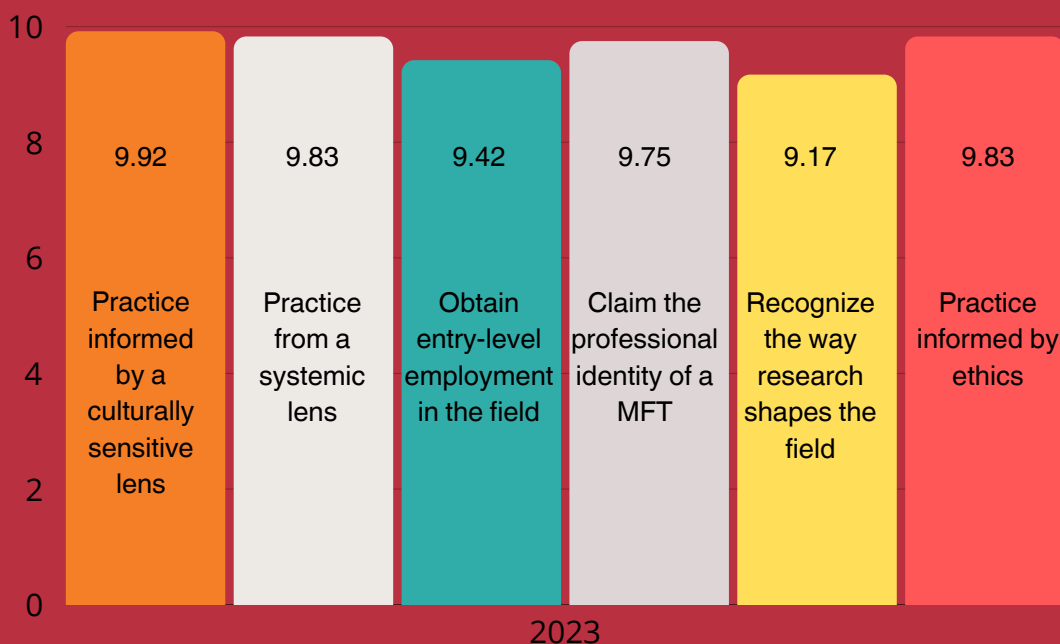 10
8
6
4
2
0
9.92
9.83
9.42
9.75
9.17
9.83
Practice
informed
by a
culturally
sensitive
lens
Practice
from a
systemic
lens
Obtain
entry-level
employment
in the field
Claim the
professional
identity of a
MFT
Recognize
the way
research
shapes the
field
Practice
informed by
ethics
2023